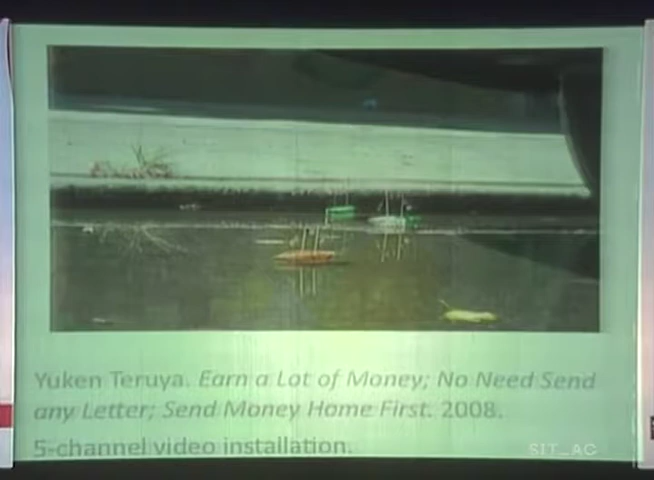 Yuken Teruya. Earn a Lot of Money; No Need Send
any Letter; Send Money Home First. 2008.
5-channel video installation.
SIT_AC